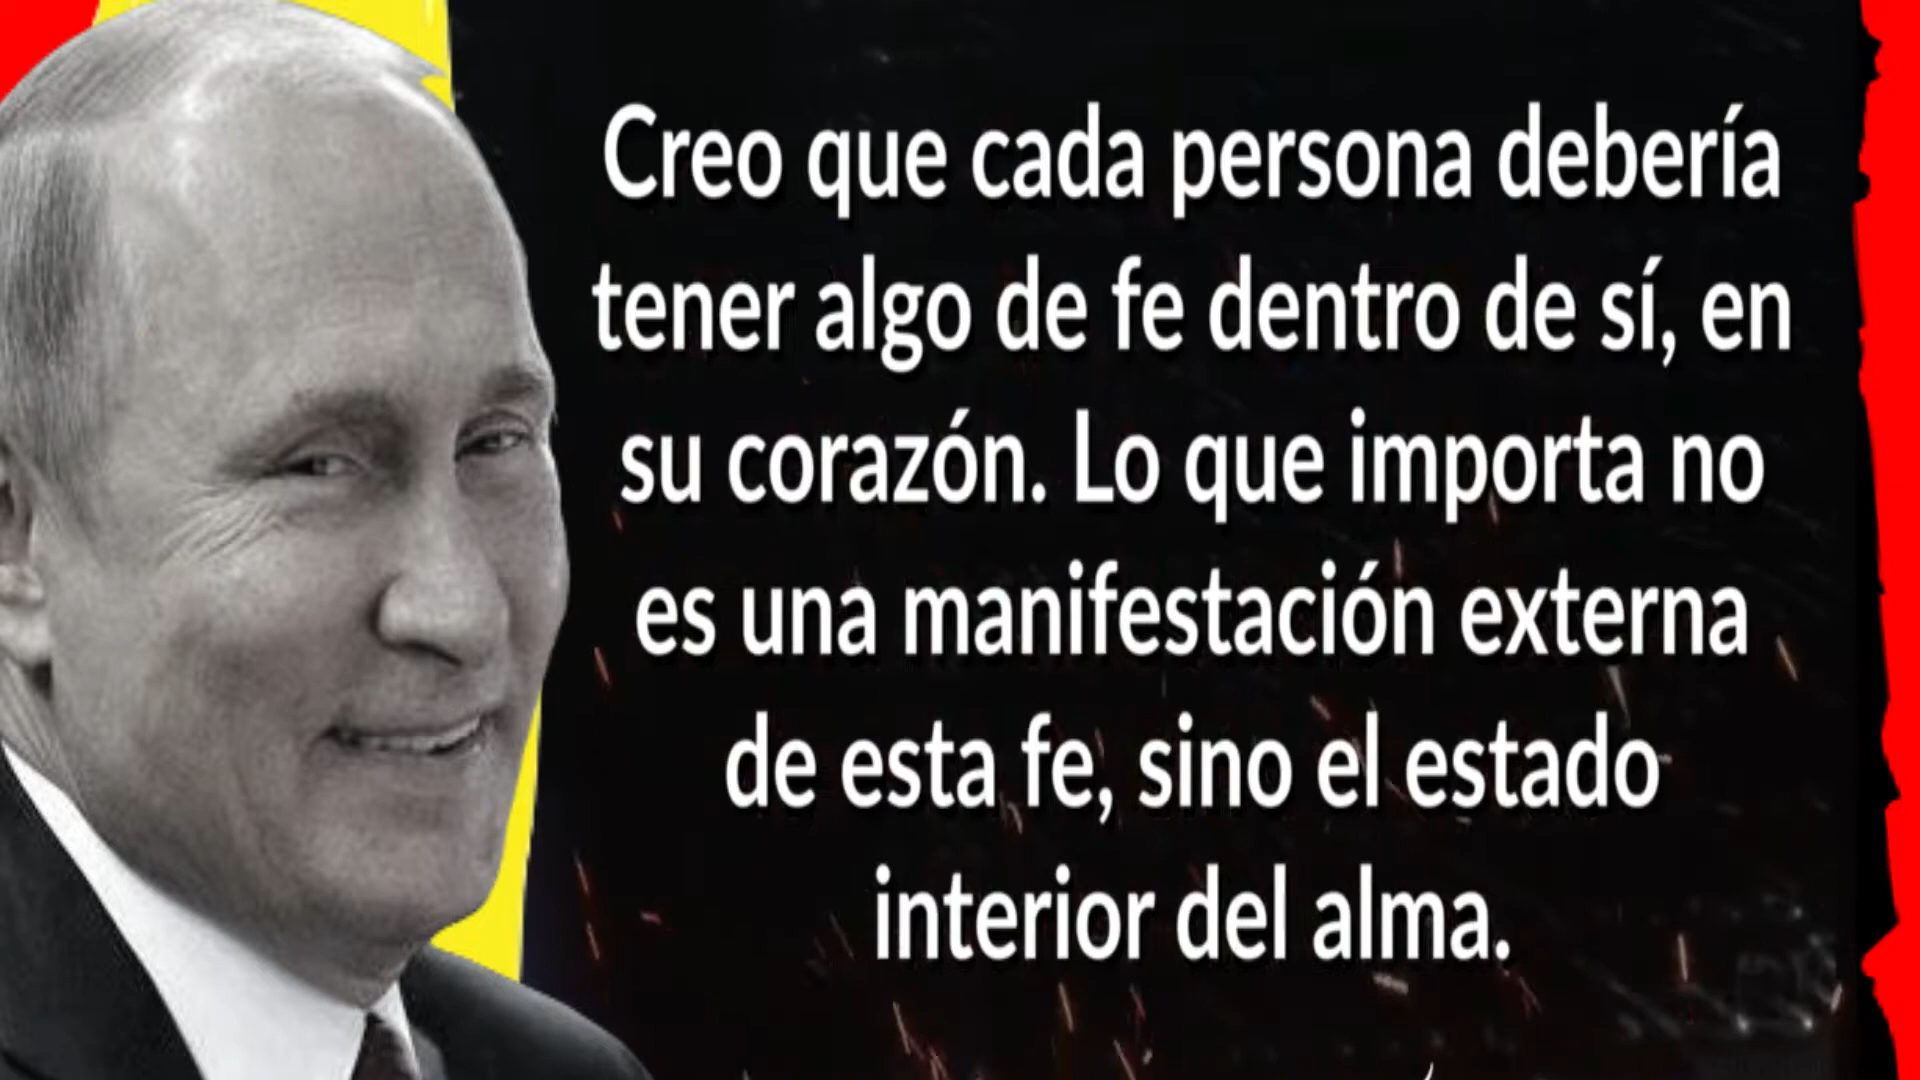 Creo que cada persona debería
tener algo de fe dentro de sí, en
su corazón. Lo que importa no
es una manifestación externa
de esta fe, sino el estado
interior del alma.